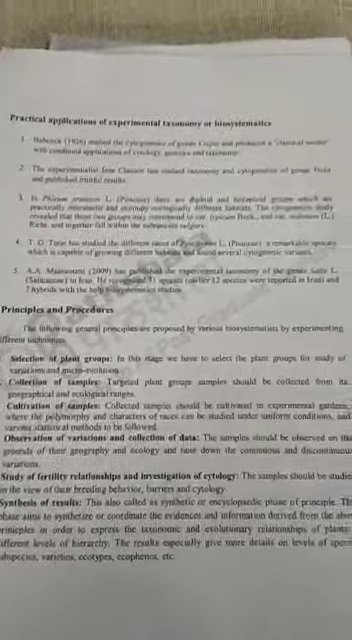 Practical applications of experimental taxonomy or biosystematics
1. Babcock (1920) studied the cytogenetics of genus Crepis and produced a "classical model"
with combined applications of cytology, genetics and taxonomy.
2. The experimentalist Jens Clausen has studied taxonomy and cytogenetics of genus Viola
and published fruitful results.
3. In Phleum pratense L. (Poaceae) there are diploid and hexaploid groups which are
practically and occupy ecologically different habitats. The cytogenetic study
revealed that these two groups may correspond to var. and var. (L.)
and together fall within the subspecies vulgare.
4. T. G. has studied the different races of L. (Pinaceae) a remarkable species
which is capable of growing different habitats and found several cytogenetic variants.
5. A.A. (2009) has published the experimental taxonomy of the genus Salix L.
(Salicaceae) in Iran. He recognised 31 species (earlier 12 species were reported in Iran) and
7 hybrids with the help biosystematics studies.
Principles and Procedures
The following general principles are proposed by various biosystematists by experimenting
ifferent techniques.
Selection of plant groups: In this stage we have to select the plant groups for study of
variations and micro-evolution.
Collection of samples: Targeted plant groups samples should be collected from its
geographical and ecological ranges.
Cultivation of samples: Collected samples should be cultivated in experimental gardens,
where the polymorphy and characters of races can be studied under uniform conditions, and
various statistical methods to be followed.
Observation of variations and collection of data: The samples should be observed on the
grounds of their geography and ecology and note down the continuous and discontinuous
variations.
Study of fertility relationships and investigation of cytology: The samples should be studie
in the view of their breeding behavior, barriers and cytology.
Synthesis of results: This also called as synthetic or encyclopaedic phase of principle. Thi
phase aims to synthesize or coordinate the evidences and information derived from the abov
principles in order to express the taxonomic and evolutionary relationships of plants
ifferent levels of hierarchy. The results especially give more details on levels of specie
ubspecies, varieties, ecotypes, ecophenes, etc.